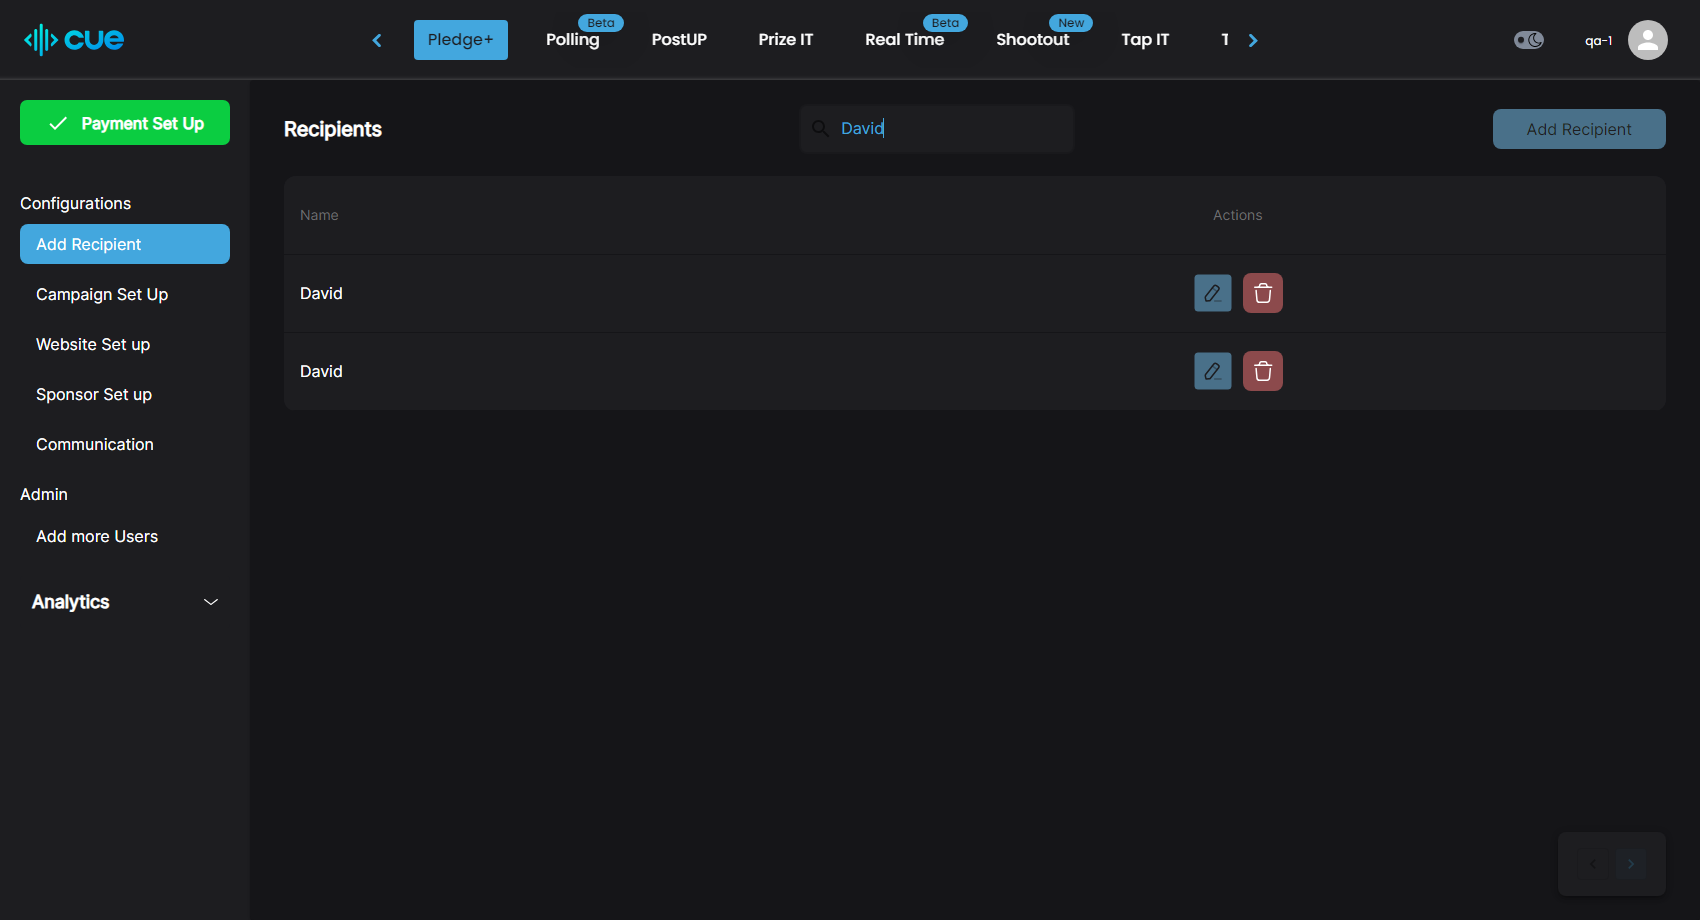 cue
Pledge+
Polling
Beta
PostUP
Prize IT
Real Time
Beta
Shootout
New
Tap IT
T
qa-1
Payment Set Up
Configurations
Add Recipient
Campaign Set Up
Website Set up
Sponsor Set up
Communication
Admin
Add more Users
Analytics
Recipients
David
Add Recipient
Name
Actions
David
David